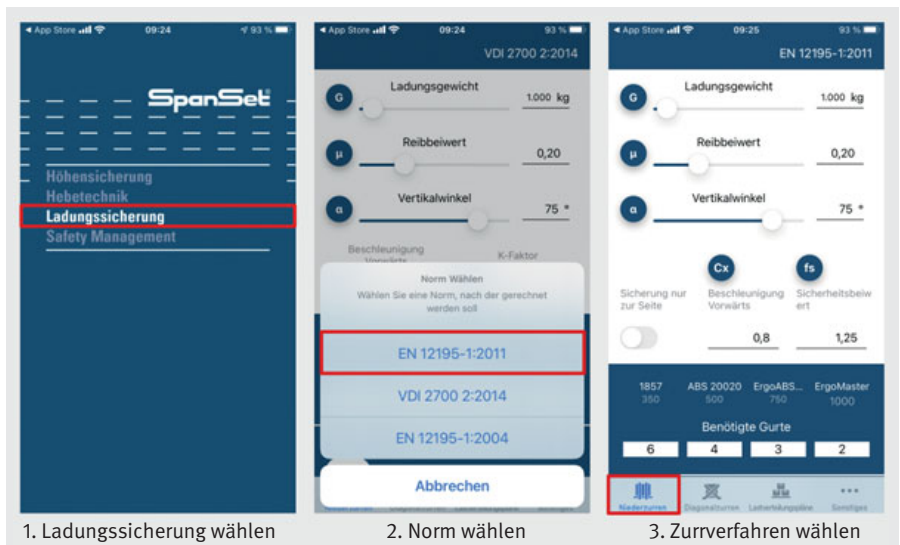 App Store 09:24 93 %
SpanSet
Höhensicherung
Hebetechnik
Ladungssicherung
Safety Management
1. Ladungssicherung wählen
App Store 09:24 93 %
VDI 2700 2:2014
G Ladungsgewicht 1.000 kg
µ Reibbeiwert 0,20
α Vertikalwinkel 75 °
Beschleunigung
Vorwärts
K-Faktor
Norm Wählen
Wählen Sie eine Norm, nach der gerechnet
werden soll
EN 12195-1:2011
VDI 2700 2:2014
EN 12195-1:2004
Abbrechen
2. Norm wählen
App Store 09:25 93 %
EN 12195-1:2011
G Ladungsgewicht 1.000 kg
µ Reibbeiwert 0,20
α Vertikalwinkel 75 °
Cx fs
Sicherung nur
zur Seite
Beschleunigung
Vorwärts
Sicherheitsbeiw
ert
0,8 1,25
1857 ABS 20020 ErgoABS... ErgoMaster
350 500 750 1000
Benötigte Gurte
6 4 3 2
Niederzurren Diagonalzurren Lastverteilungspläne Sonstiges
3. Zurrverfahren wählen